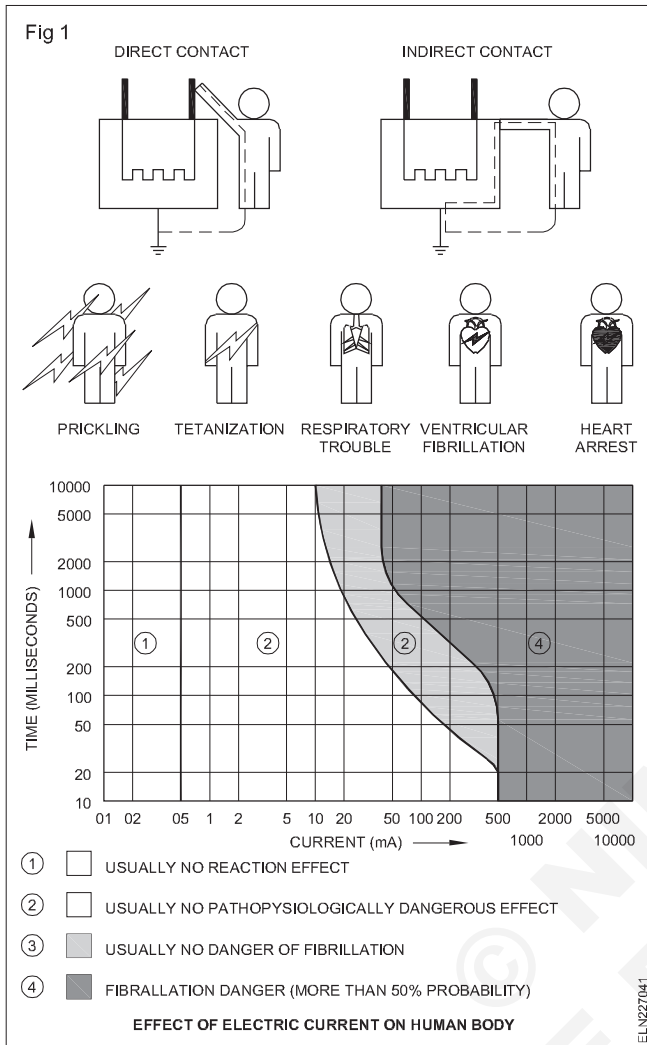 Fig 1
DIRECT CONTACT INDIRECT CONTACT
PRICKLING TETANIZATION RESPIRATORY TROUBLE VENTRICULAR FIBRILLATION HEART ARREST
TIME (MILLISECONDS)
10000
5000
2000
1000
500
200
100
50
20
10
1 2 2 4
01 02 05 1 2 5 10 20 50 100 200 500 2000 5000
CURRENT (mA) 1000 10000
1 USUALLY NO REACTION EFFECT
2 USUALLY NO PATHOPYSIOLOGICALLY DANGEROUS EFFECT
3 USUALLY NO DANGER OF FIBRILLATION
4 FIBRALLATION DANGER (MORE THAN 50% PROBABILITY)
EFFECT OF ELECTRIC CURRENT ON HUMAN BODY
ELN227041
© NI